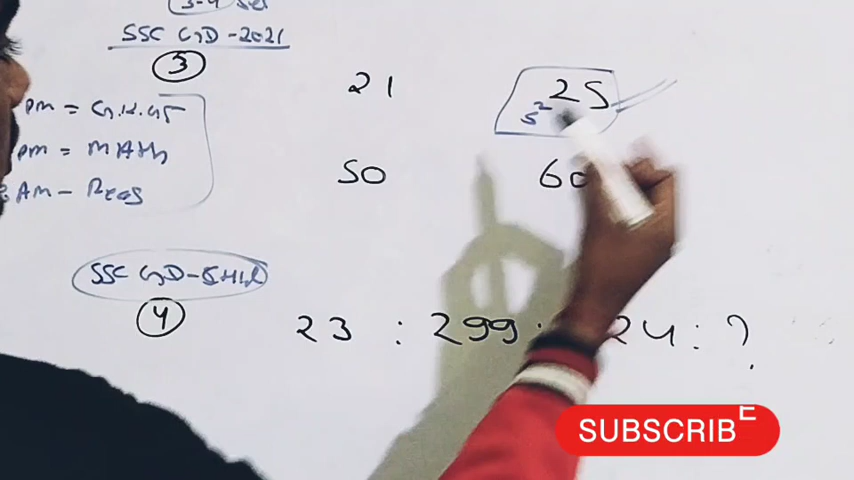 SSC GD - 2021
3
21
25
5²
pm = G.K.GS
50
60
pm = MATH
AM - Reas
SSC GD - SHIL
4
23 : 299 : 24 : ?
SUBSCRIBE